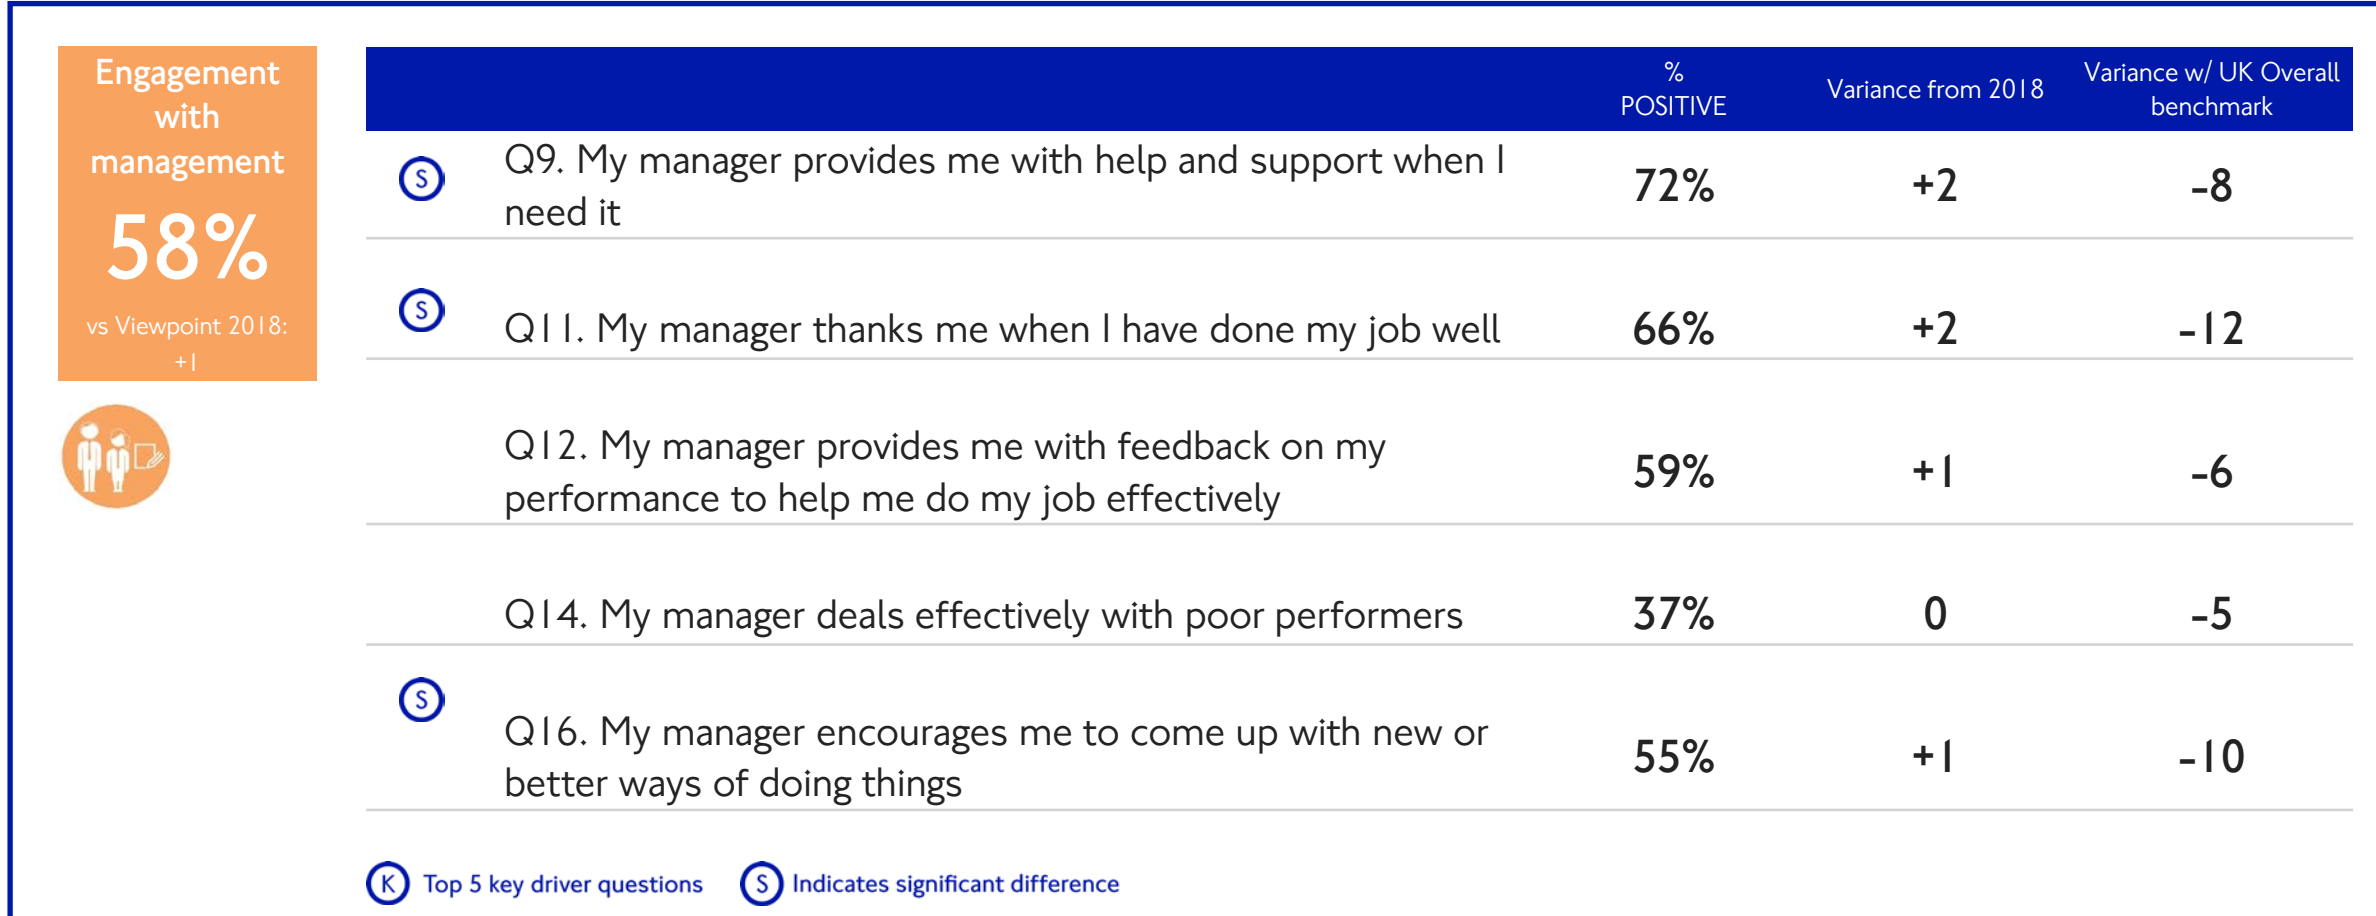 Engagement
with
management
58%
vs Viewpoint 2018:
+1
%
POSITIVE
Variance from 2018
Variance w/ UK Overall
benchmark
S
Q9. My manager provides me with help and support when I
need it
72%
+2
-8
S
Q11. My manager thanks me when I have done my job well
66%
+2
-12
Q12. My manager provides me with feedback on my
performance to help me do my job effectively
59%
+1
-6
Q14. My manager deals effectively with poor performers
37%
0
-5
S
Q16. My manager encourages me to come up with new or
better ways of doing things
55%
+1
-10
K Top 5 key driver questions
S Indicates significant difference